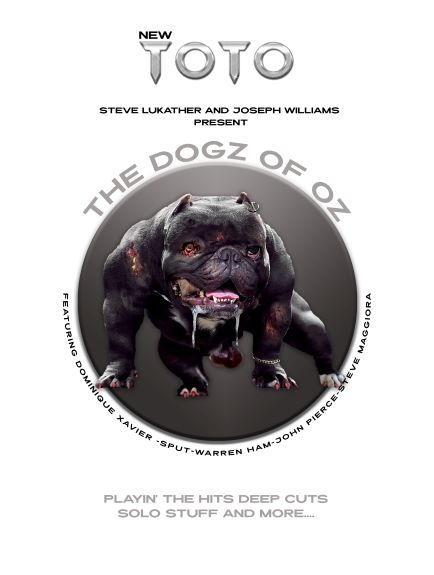 NEW
TOTO
STEVE LUKATHER AND JOSEPH WILLIAMS
PRESENT
THE DOGZ OF OZ
FEATURING DOMINIQUE XAVIER -SPUT-WARREN HAM-JOHN PIERCE-STEVE MAGGIORA
PLAYIN' THE HITS DEEP CUTS
SOLO STUFF AND MORE....